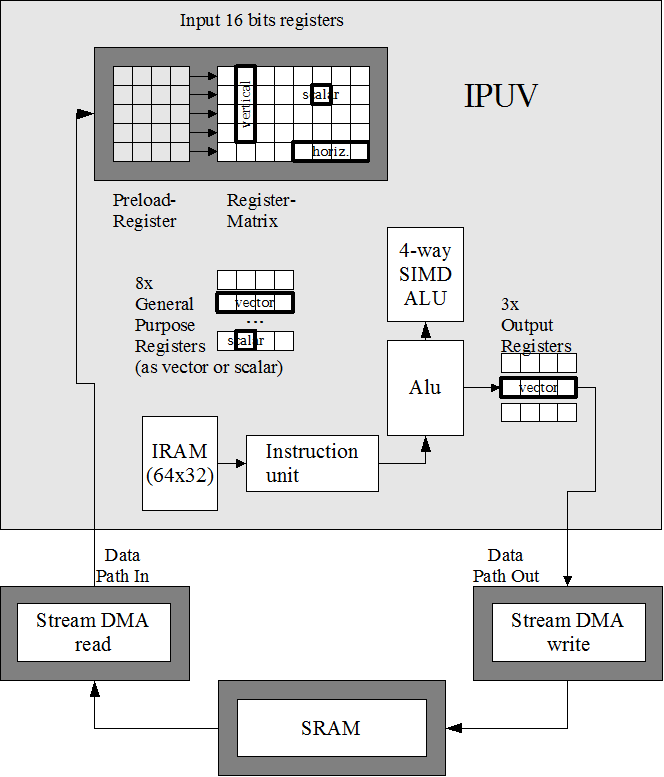 Input 16 bits registers
IPUV
vertical
scalar
horiz.
Preload-
Register
Register-
Matrix
8x
General
Purpose
Registers
(as vector or scalar)
vector
...
scalar
4-way
SIMD
ALU
3x
Output
Registers
Alu
vector
IRAM
(64x32)
Instruction
unit
Data
Path In
Data
Path Out
Stream DMA
read
Stream DMA
write
SRAM